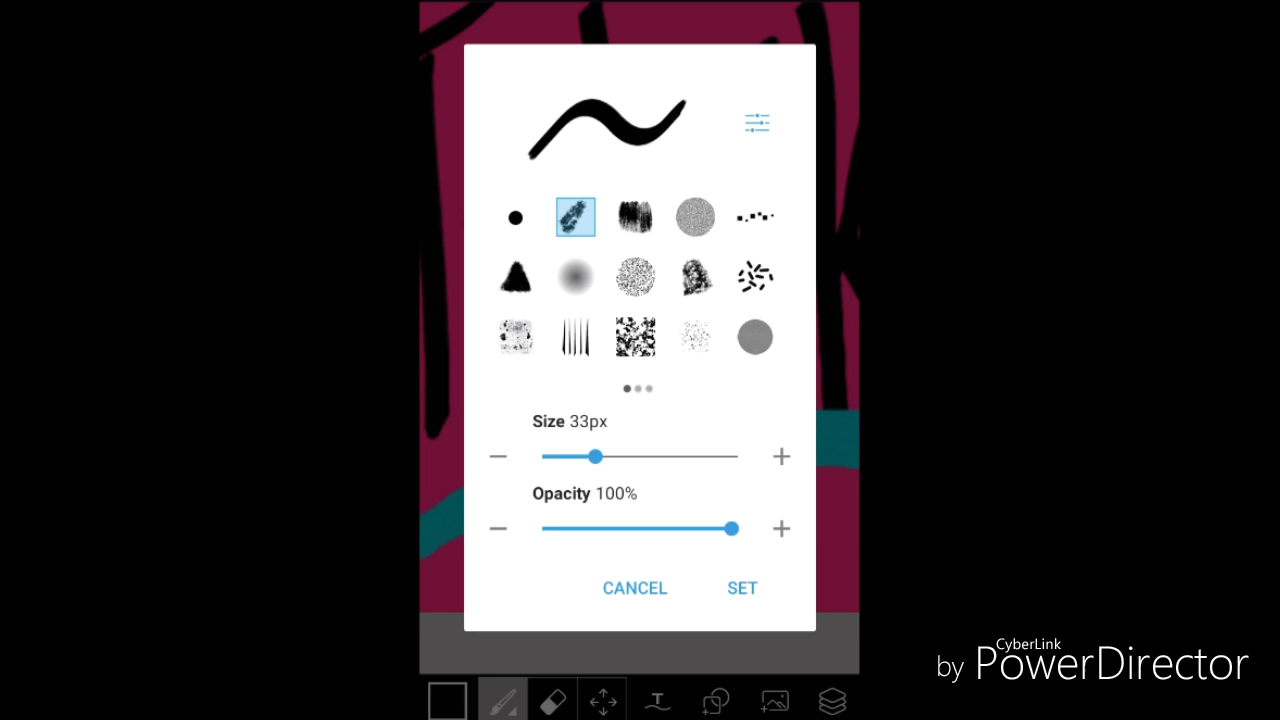 Size 33px
Opacity 100%
CANCEL SET
CyberLink
by PowerDirector
T